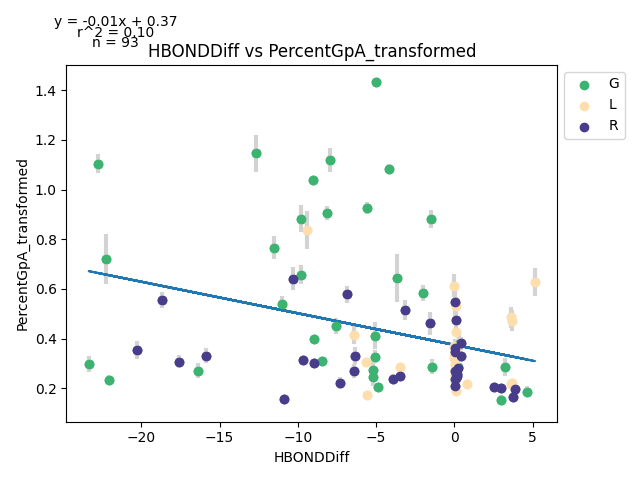 y = -0.01x + 0.37
r^2 = 0.10
n = 93
HBONDDiff vs PercentGpA_transformed
G
L
R
PercentGpA_transformed
1.4
1.2
1.0
0.8
0.6
0.4
0.2
−20 −15 −10 −5 0 5
HBONDDiff